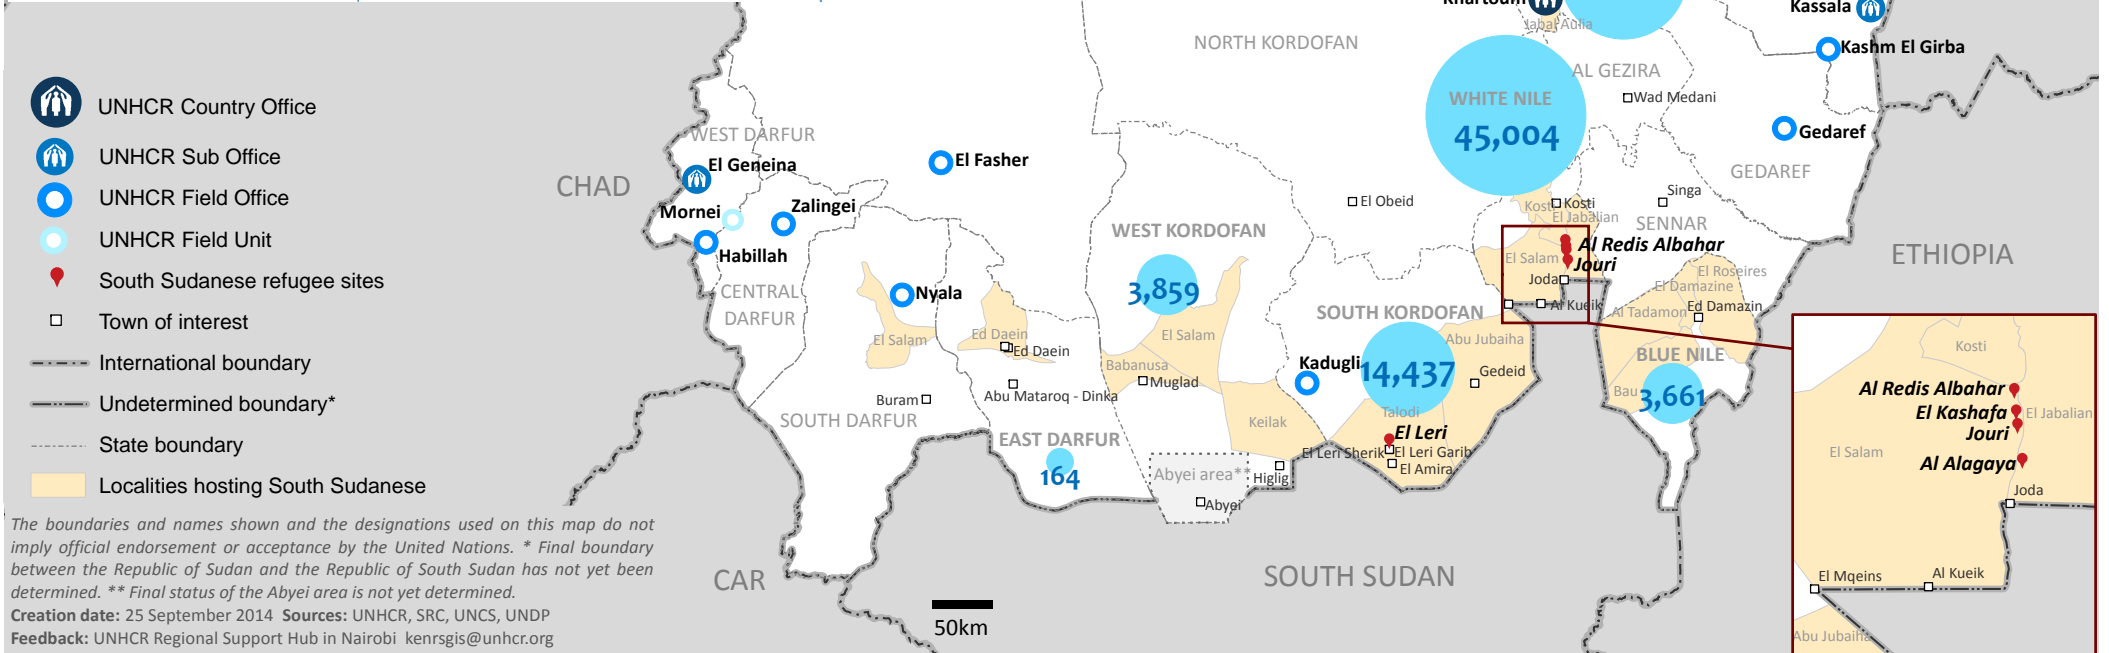 Khartoum
Kassala
Jabal Aulia
NORTH KORDOFAN
Kashm El Girba
AL GEZIRA
WHITE NILE
45,004
Wad Medani
Gedaref
GEDAREF
UNHCR Country Office
UNHCR Sub Office
UNHCR Field Office
UNHCR Field Unit
South Sudanese refugee sites
Town of interest
International boundary
Undetermined boundary*
State boundary
Localities hosting South Sudanese
The boundaries and names shown and the designations used on this map do not
imply official endorsement or acceptance by the United Nations. * Final boundary
between the Republic of Sudan and the Republic of South Sudan has not yet been
determined. ** Final status of the Abyei area is not yet determined.
Creation date: 25 September 2014 Sources: UNHCR, SRC, UNCS, UNDP
Feedback: UNHCR Regional Support Hub in Nairobi kenrsgis@unhcr.org
CHAD
WEST DARFUR
El Geneina
Mornei
Zalingei
Habillah
CENTRAL
DARFUR
El Fasher
Nyala
El Salam
Ed Daein
Ed Daein
Abu Mataroq - Dinka
Buram
SOUTH DARFUR
EAST DARFUR
164
CAR
50km
WEST KORDOFAN
3,859
El Salam
Babanusa
Muglad
Keilak
Abyei area**
Higlig
Abyei
El Obeid
SOUTH KORDOFAN
14,437
Kadugli
Abu Jubaiha
Gedeid
Talodi
El Leri
El Leri Sherik
El Leri Garib
El Amira
SOUTH SUDAN
Kosti
Kosti
El Jabalian
Singa
SENNAR
Al Redis Albahar
Jouri
El Salam
Joda
Al Kueik
El Roseires
El Damazine
Al Tadamon
Ed Damazin
BLUE NILE
Bau
3,661
ETHIOPIA
Kosti
Al Redis Albahar
El Kashafa
El Jabalian
Jouri
El Salam
Al Alagaya
Joda
El Mqeins
Al Kueik
Abu Jubaiha